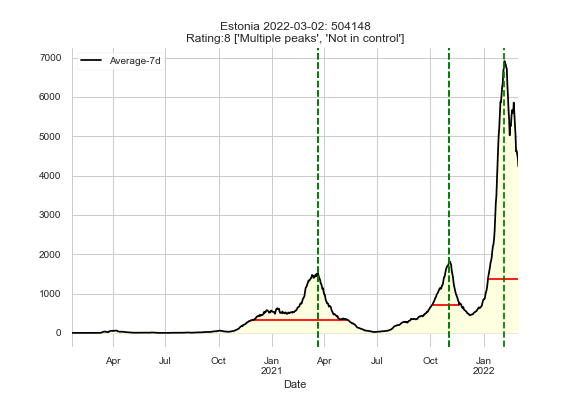 Estonia 2022-03-02: 504148
Rating:8 ['Multiple peaks', 'Not in control']
Average-7d
7000
6000
5000
4000
3000
2000
1000
0
Apr Jul Oct Jan Apr Jul Oct Jan
2021 2022
Date